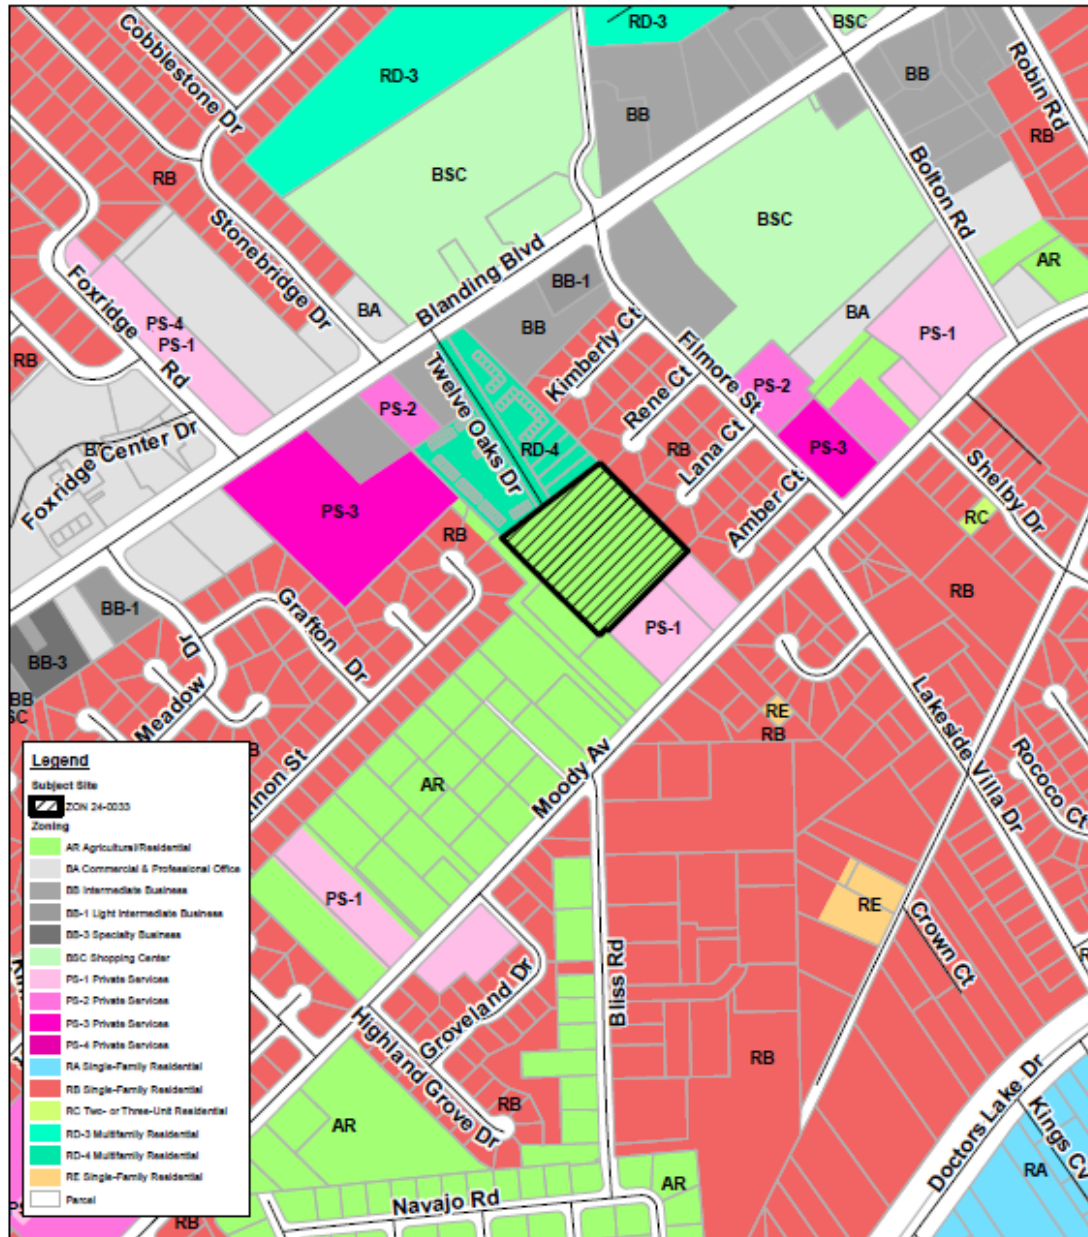 Cobblestone Dr
RD-3
RD-3
BSC
BB
Robin Rd
BB
RB
RB
BSC
Bolton Rd
Stonebridge Dr
BSC
Foxridge Rd
Blanding Blvd
BB-1
AR
BA
BB
BA
PS-4
PS-1
PS-1
Kimberly Ct
Filmore St
RB
Twelve Oaks Dr
Rene Ct
PS-2
PS-2
RD-4
RB
Lana Ct
PS-3
Foxridge Center Dr
Shelby Dr
Amber Ct
PS-3
RC
RB
RB
BB-1
Grafton Dr
PS-1
BB-3
Dr
Meadow
BB
SC
RE
RB
Lakeside Villa Dr
Rococo Ct
Moody Av
AR
PS-1
RE
Crown Ct
Groveland Dr
Bliss Rd
Highland Grove Dr
RB
RB
AR
Doctors Lake Dr
Kings CV
RA
AR
Navajo Rd
RB
Legend
Subject Site
ZON 24-0033
Zoning
AR Agricultural/Residential
BA Commercial & Professional Office
BB Intermediate Business
BB-1 Light Intermediate Business
BB-3 Specialty Business
BSC Shopping Center
PS-1 Private Services
PS-2 Private Services
PS-3 Private Services
PS-4 Private Services
RA Single-Family Residential
RB Single-Family Residential
RC Two- or Three-Unit Residential
RD-3 Multifamily Residential
RD-4 Multifamily Residential
RE Single-Family Residential
Parcel